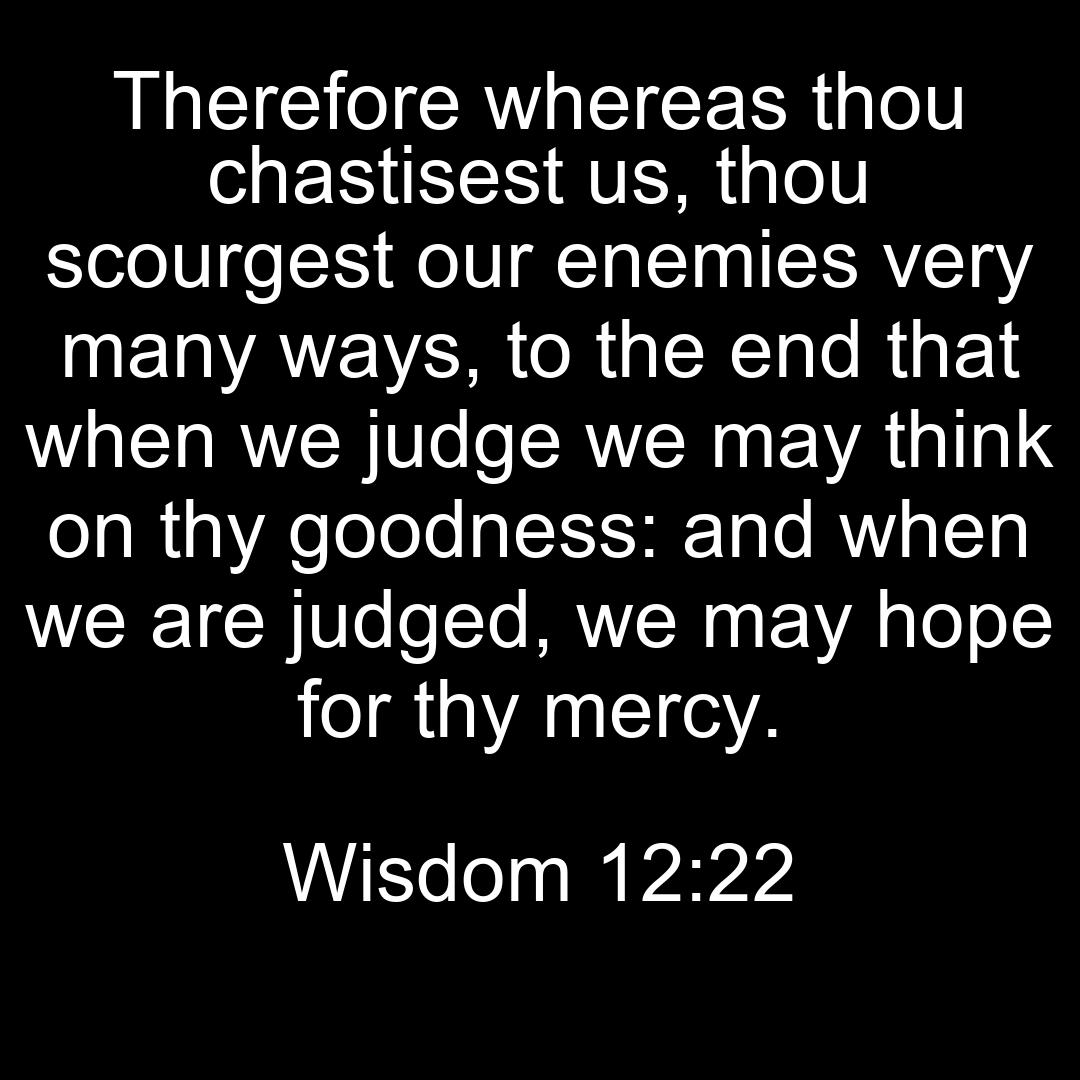 Therefore whereas thou
chastisest us, thou
scourgest our enemies very
many ways, to the end that
when we judge we may think
on thy goodness: and when
we are judged, we may hope
for thy mercy.
Wisdom 12:22